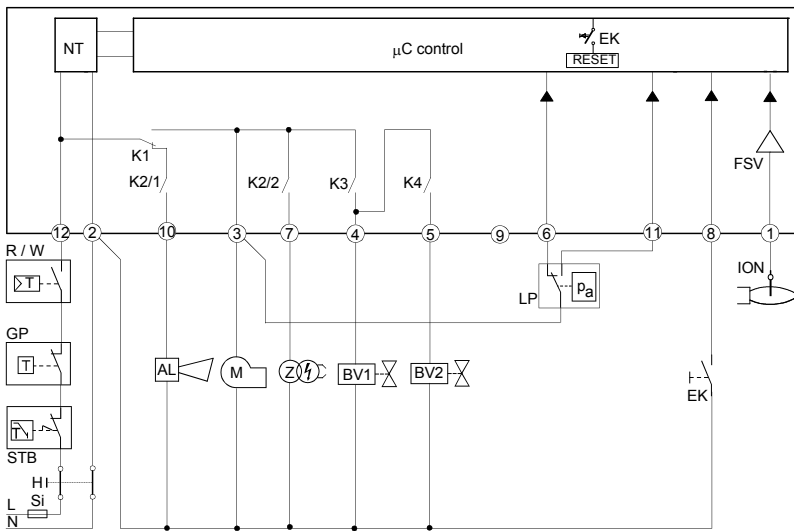 NT
µC control
EK
RESET
K1
K2/1
K2/2
K3
K4
FSV
12
2
10
3
7
4
5
9
6
11
8
1
R / W
T
GP
T
STB
T
H
L
Si
N
AL
M
Z
BV1
BV2
LP
pa
EK
ION